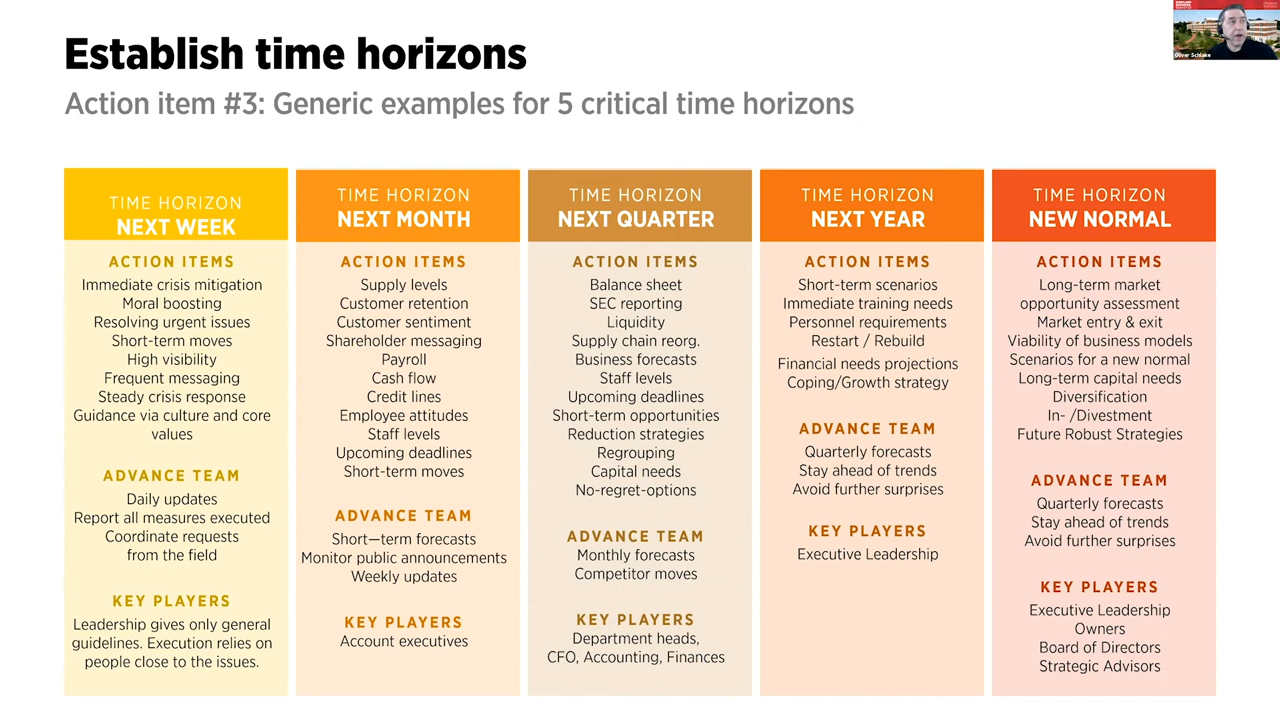 Establish time horizons
Action item #3: Generic examples for 5 critical time horizons
TIME HORIZON
NEXT WEEK
ACTION ITEMS
Immediate crisis mitigation
Moral boosting
Resolving urgent issues
Short-term moves
High visibility
Frequent messaging
Steady crisis response
Guidance via culture and core
values
ADVANCE TEAM
Daily updates
Report all measures executed
Coordinate requests
from the field
KEY PLAYERS
Leadership gives only general
guidelines. Execution relies on
people close to the issues.
TIME HORIZON
NEXT MONTH
ACTION ITEMS
Supply levels
Customer retention
Customer sentiment
Shareholder messaging
Payroll
Cash flow
Credit lines
Employee attitudes
Staff levels
Upcoming deadlines
Short-term moves
ADVANCE TEAM
Short—term forecasts
Monitor public announcements
Weekly updates
KEY PLAYERS
Account executives
TIME HORIZON
NEXT QUARTER
ACTION ITEMS
Balance sheet
SEC reporting
Liquidity
Supply chain reorg.
Business forecasts
Staff levels
Upcoming deadlines
Short-term opportunities
Reduction strategies
Regrouping
Capital needs
No-regret-options
ADVANCE TEAM
Monthly forecasts
Competitor moves
KEY PLAYERS
Department heads,
CFO, Accounting, Finances
TIME HORIZON
NEXT YEAR
ACTION ITEMS
Short-term scenarios
Immediate training needs
Personnel requirements
Restart / Rebuild
Financial needs projections
Coping/Growth strategy
ADVANCE TEAM
Quarterly forecasts
Stay ahead of trends
Avoid further surprises
KEY PLAYERS
Executive Leadership
TIME HORIZON
NEW NORMAL
ACTION ITEMS
Long-term market
opportunity assessment
Market entry & exit
Viability of business models
Scenarios for a new normal
Long-term capital needs
Diversification
In- /Divestment
Future Robust Strategies
ADVANCE TEAM
Quarterly forecasts
Stay ahead of trends
Avoid further surprises
KEY PLAYERS
Executive Leadership
Owners
Board of Directors
Strategic Advisors
Oliver Schlake